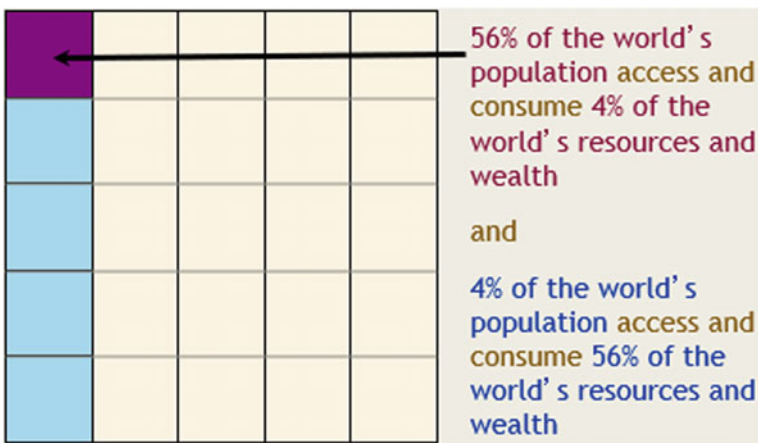 56% of the world’s
population access and
consume 4% of the
world’s resources and
wealth
and
4% of the world’s
population access and
consume 56% of the
world’s resources and
wealth